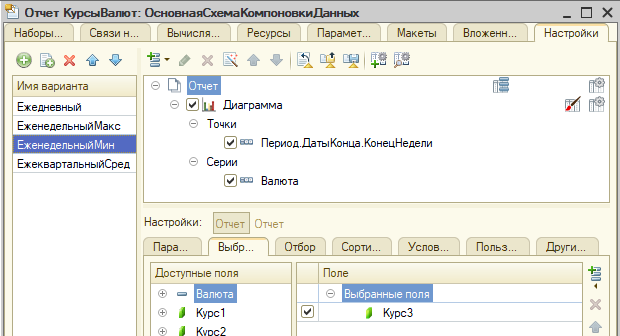 Отчет КурсыВалют: ОсновнаяСхемаКомпоновкиДанных
Наборы... Связи н... Вычисля... Ресурсы Парамет... Макеты Вложенн... Настройки
Имя варианта
Ежедневный
ЕженедельныйМакс
ЕженедельныйМин
ЕжеквартальныйСред
Отчет
Диаграмма
Точки
Период.ДатыКонца.КонецНедели
Серии
Валюта
Настройки: Отчет Отчет
Пара... Выбр... Отбор Сорти... Услов... Польз... Други...
Доступные поля
Валюта
Курс1
Курс2
Поле
Выбранные поля
Курс3